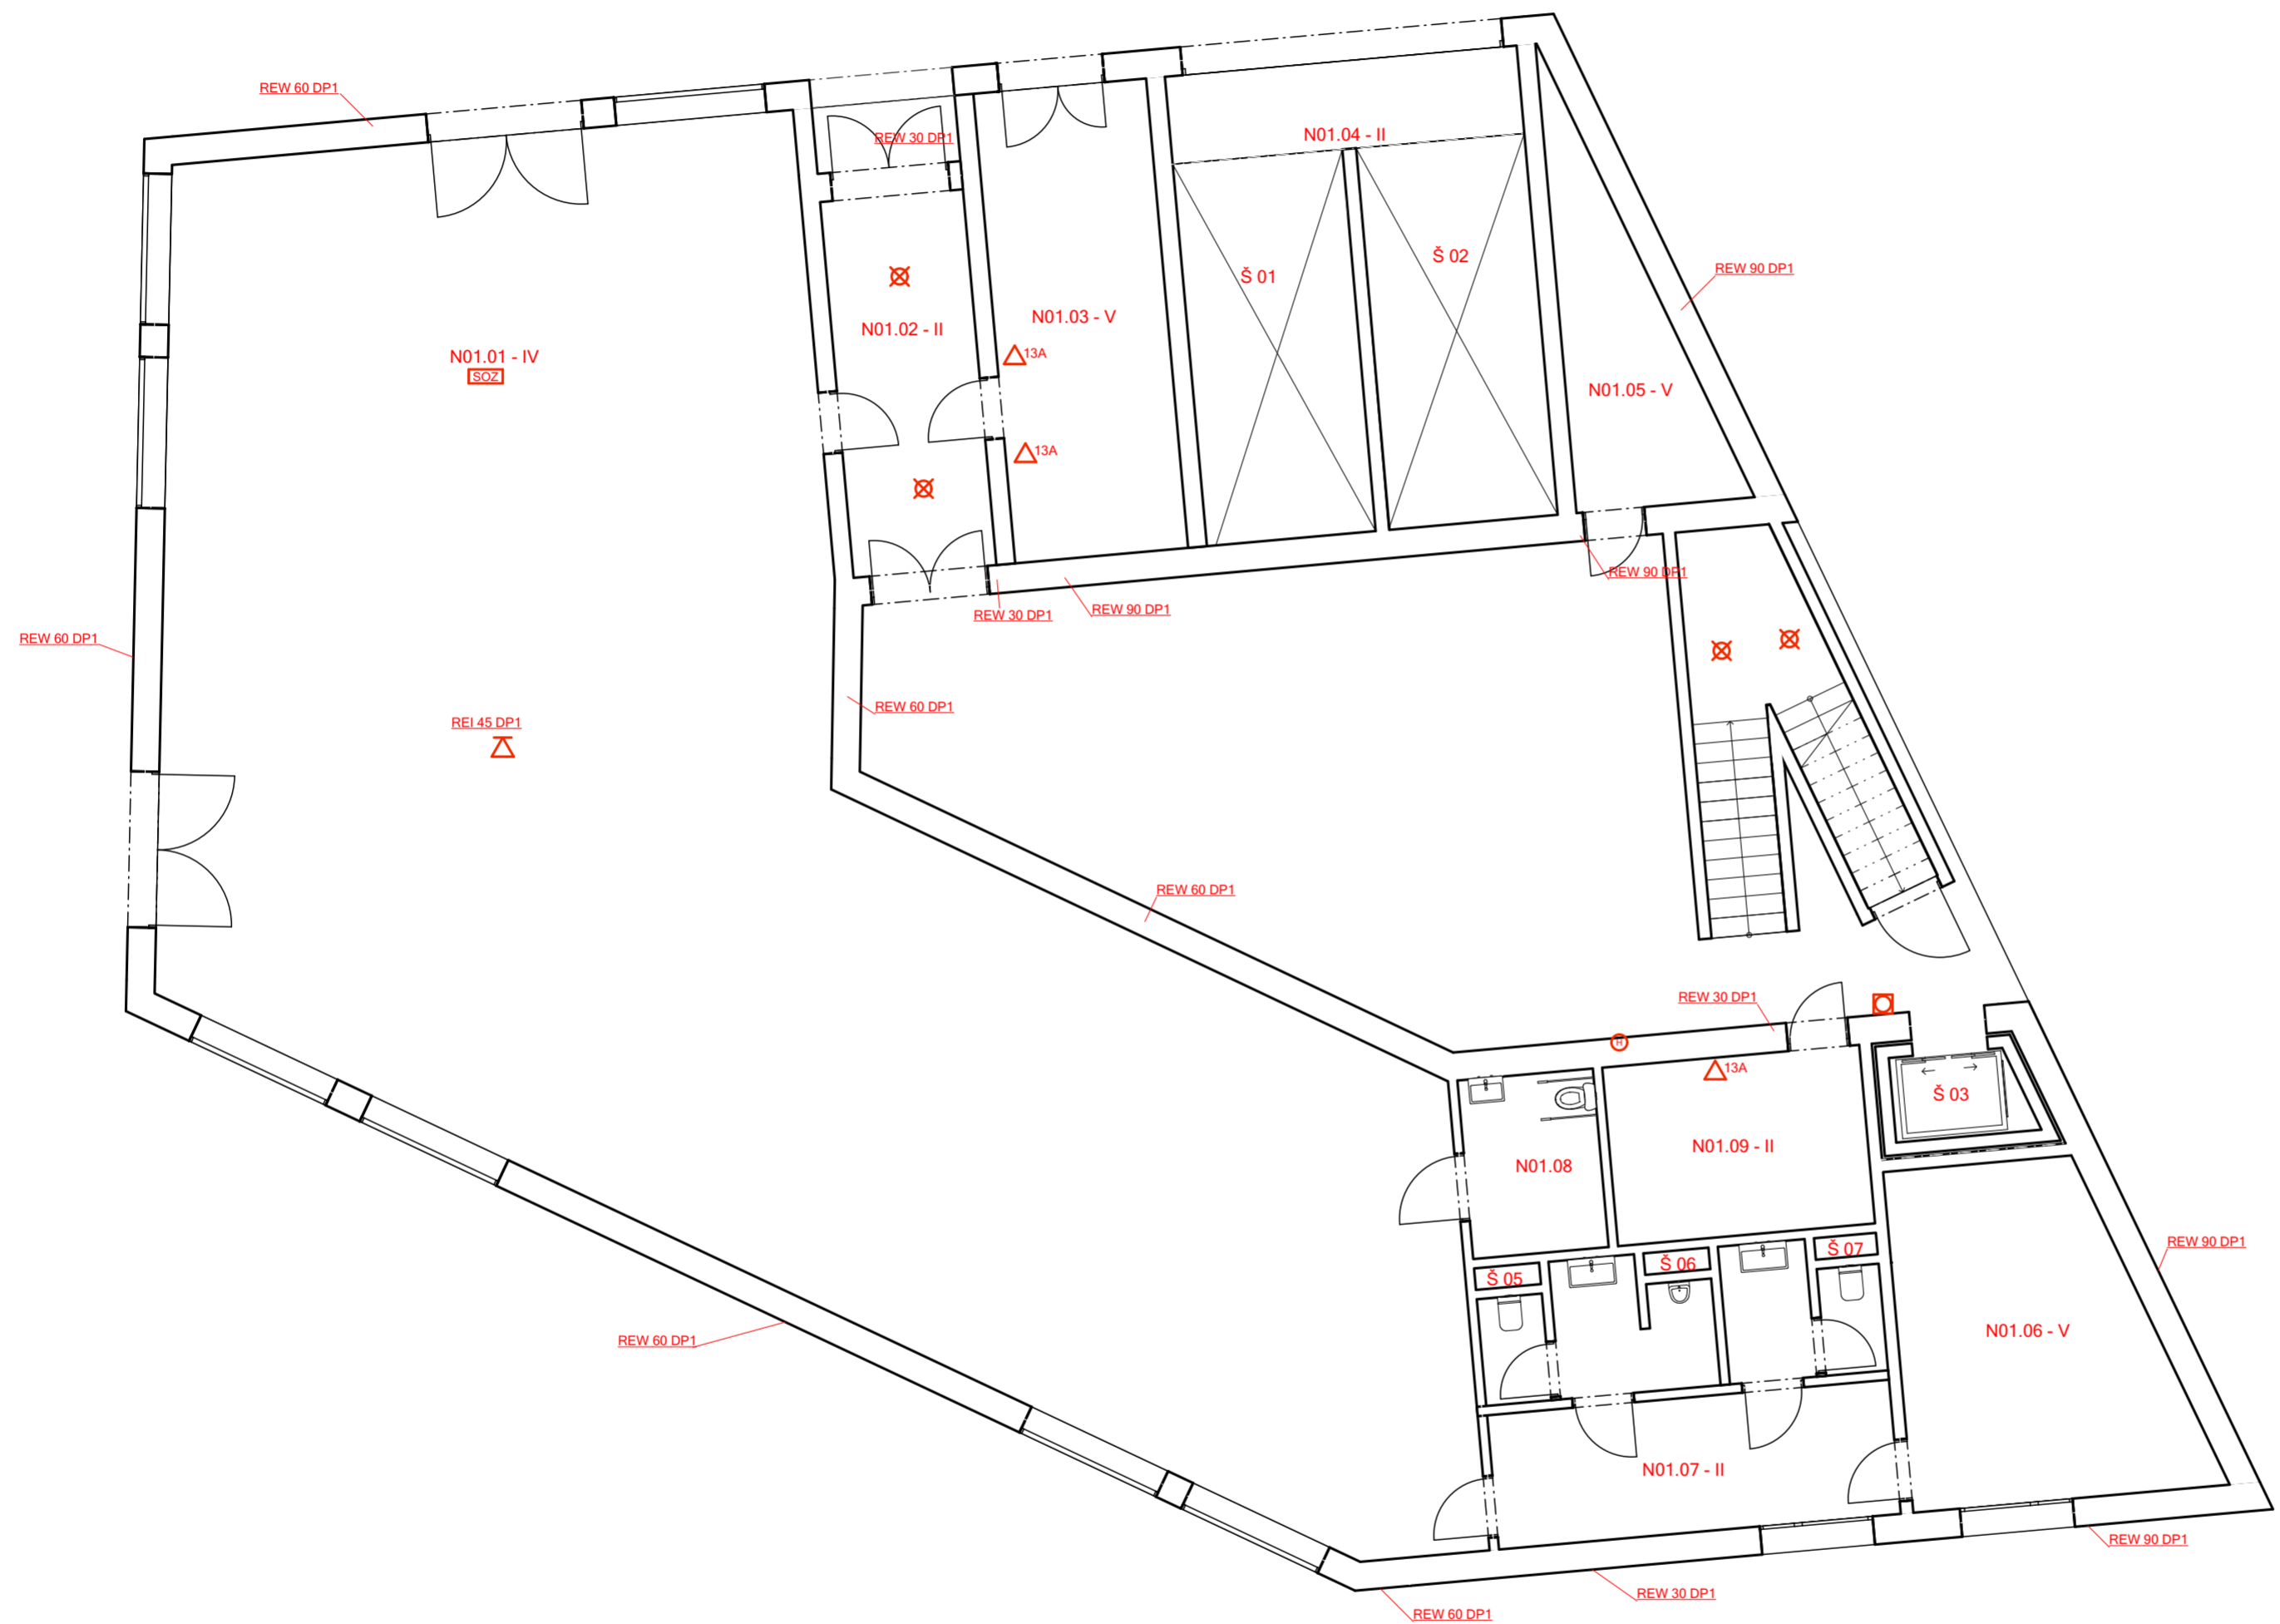 REW 60 DP1
REW 30 DP1
N01.04 - II
Š 02
Š 01
REW 90 DP1
N01.03 - V
N01.02 - II
13A
N01.01 - IV
SOZ
N01.05 - V
13A
REW 90 DP1
REW 90 DP1
REW 30 DP1
REW 60 DP1
REW 60 DP1
REI 45 DP1
REW 60 DP1
REW 30 DP1
H
13A
Š 03
N01.09 - II
N01.08
REW 90 DP1
Š 07
Š 06
Š 05
N01.06 - V
REW 60 DP1
N01.07 - II
REW 90 DP1
REW 30 DP1
REW 60 DP1